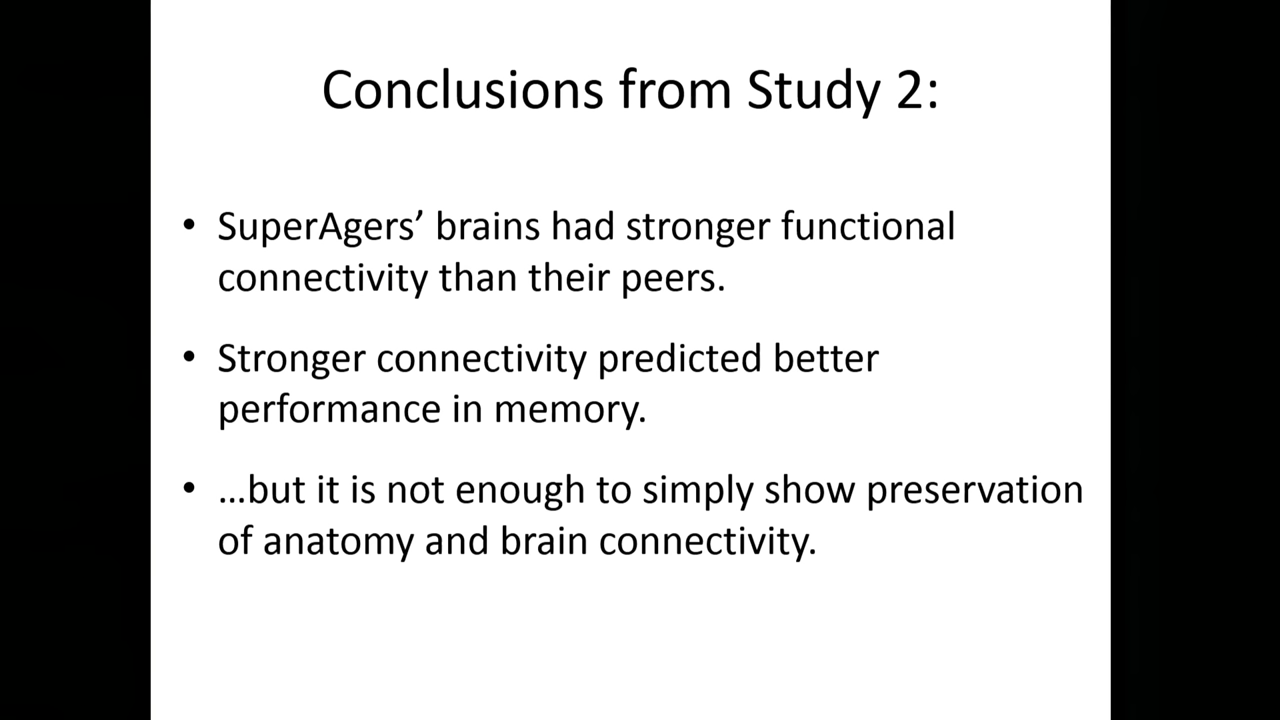 Conclusions from Study 2:
• SuperAgers’ brains had stronger functional
connectivity than their peers.
• Stronger connectivity predicted better
performance in memory.
• …but it is not enough to simply show preservation
of anatomy and brain connectivity.